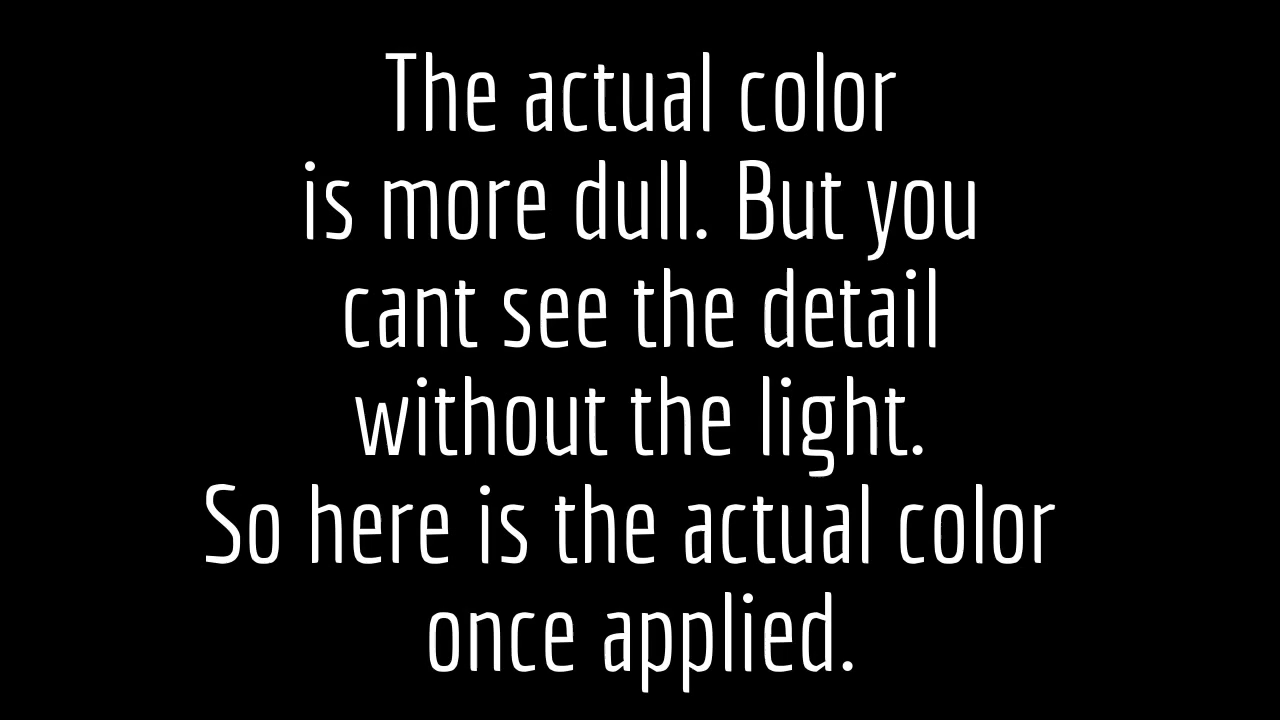 The actual color
is more dull. But you
cant see the detail
without the light.
So here is the actual color
once applied.